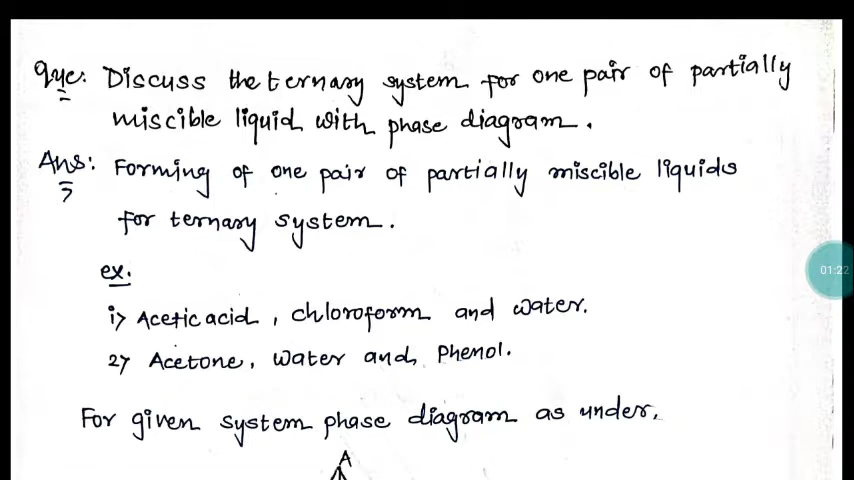 Que: Discuss the ternary system for one pair of partially
miscible liquid with phase diagram.
Ans: Forming of one pair of partially miscible liquids
for ternary system.
ex.
1> Acetic acid, chloroform and water.
2> Acetone, water and Phenol.
For given system phase diagram as under.
A
01:22